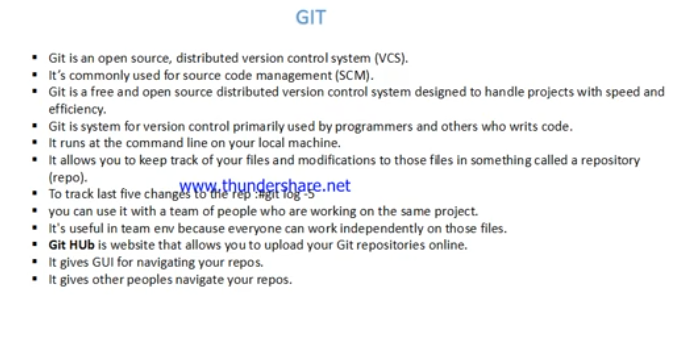 GIT
▪ Git is an open source, distributed version control system (VCS).
▪ It's commonly used for source code management (SCM).
▪ Git is a free and open source distributed version control system designed to handle projects with speed and
efficiency.
▪ Git is system for version control primarily used by programmers and others who writs code.
▪ It runs at the command line on your local machine.
▪ It allows you to keep track of your files and modifications to those files in something called a repository
(repo).
www.thundershare.net
▪ To track last five changes to the rep :#git log -5
▪ you can use it with a team of people who are working on the same project.
▪ It's useful in team env because everyone can work independently on those files.
▪ Git HUb is website that allows you to upload your Git repositories online.
▪ It gives GUI for navigating your repos.
▪ It gives other peoples navigate your repos.